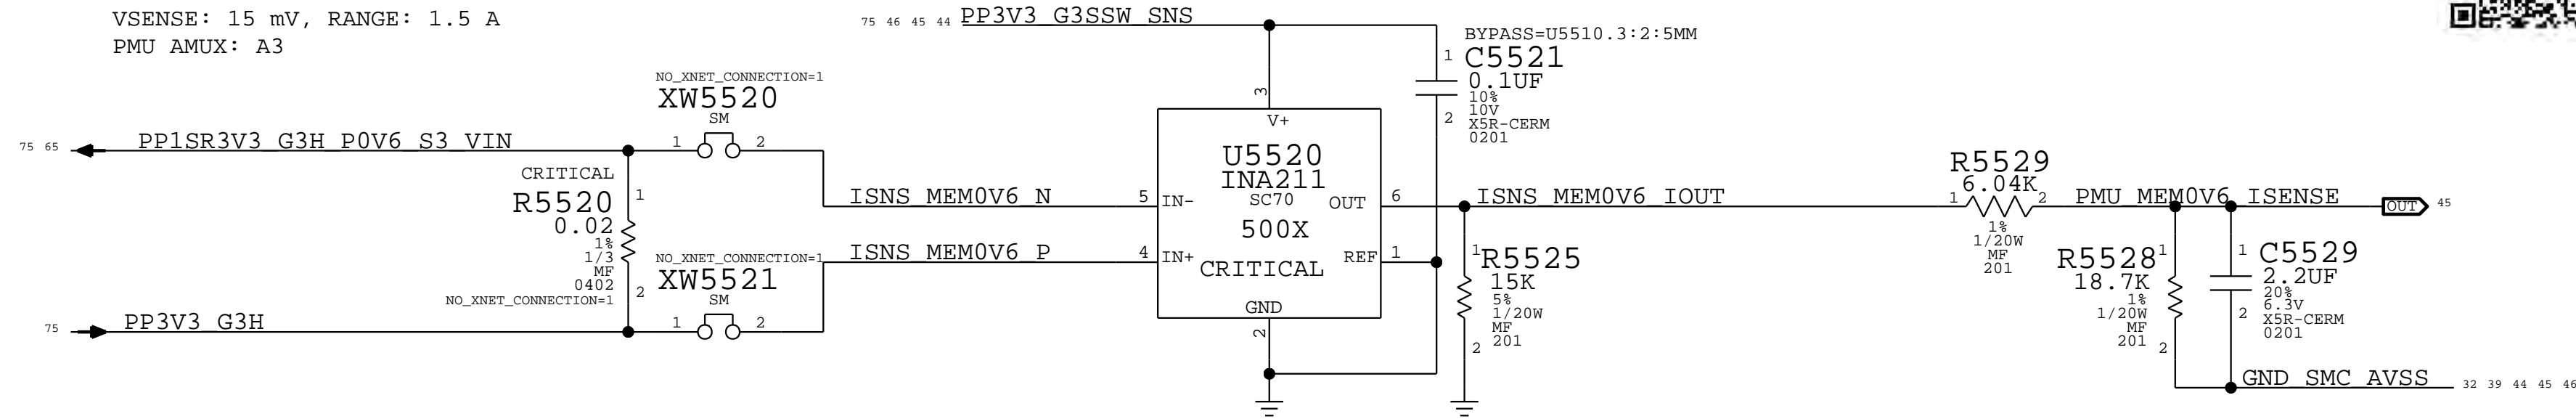 VSENSE: 15 mV, RANGE: 1.5 A
PMU AMUX: A3
75 46 45 44 PP3V3_G3SSW_SNS
BYPASS=U5510.3:2:5MM
1
C5521
0.1UF
10%
10V
2
X5R-CERM
0201
NO_XNET_CONNECTION=1
XW5520
SM
1 2
75 65 PP1SR3V3_G3H_P0V6_S3_VIN
CRITICAL
R5520
1
0.02
1%
1/3
MF
0402
2
NO_XNET_CONNECTION=1
NO_XNET_CONNECTION=1
XW5521
SM
1 2
75 PP3V3_G3H
ISNS_MEM0V6_N
ISNS_MEM0V6_P
3
V+
U5520
INA211
SC70
500X
CRITICAL
5 IN-
4 IN+
OUT 6
REF 1
GND
2
ISNS_MEM0V6_IOUT
1
R5525
15K
5%
1/20W
MF
201
2
R5529
6.04K
1 2
1%
1/20W
MF
201
PMU_MEM0V6_ISENSE
OUT 45
R5528
1
18.7K
1%
1/20W
MF
201
2
1
C5529
2.2UF
20%
6.3V
2
X5R-CERM
0201
GND_SMC_AVSS 32 39 44 45 46